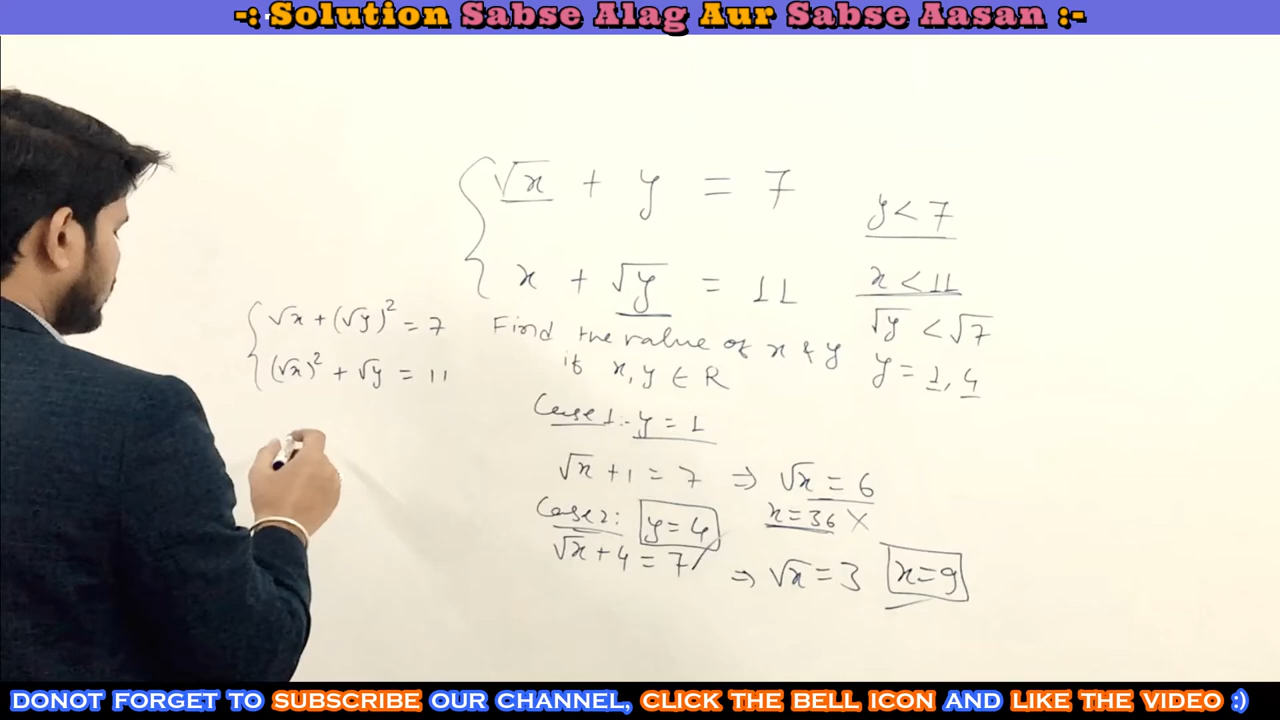 -: Solution Sabse Alag Aur Sabse Aasan :-
√x + y = 7
y < 7
x + √y = 11
x < 11
√x + (√y)² = 7
(√x)² + √y = 11
Find the value of x & y
if x, y ∈ R
√y < √7
y = 1, 4
Case 1:- y = 1
√x + 1 = 7 ⇒ √x = 6
x = 36 X
Case 2: y = 4
√x + 4 = 7 ⇒ √x = 3 x = 9
DONOT FORGET TO SUBSCRIBE OUR CHANNEL, CLICK THE BELL ICON AND LIKE THE VIDEO :)